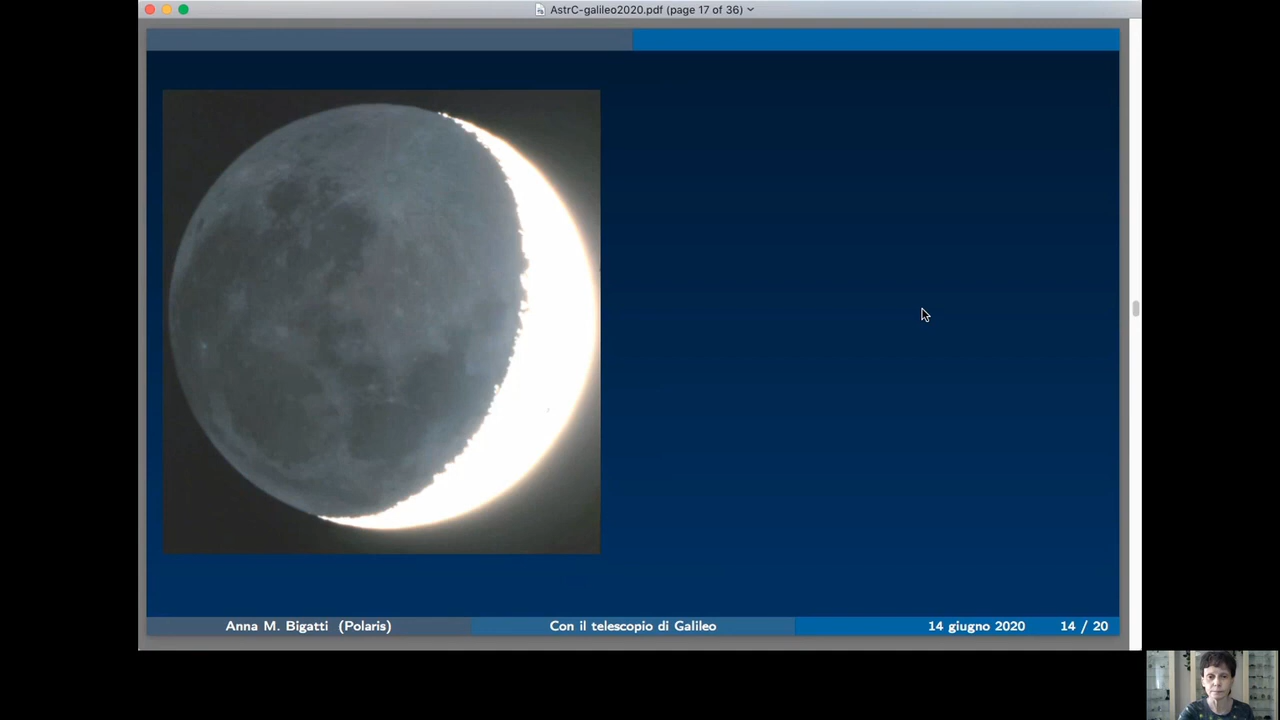 AstrC-galileo2020.pdf (page 17 of 36)
Anna M. Bigatti (Polaris) Con il telescopio di Galileo 14 giugno 2020 14 / 20